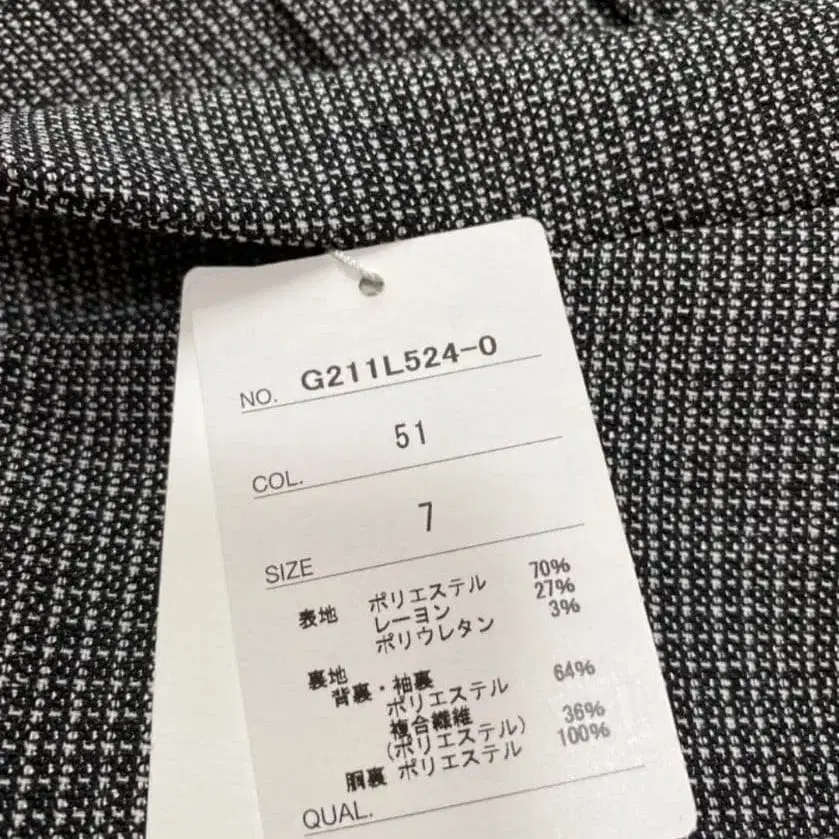 NO. G211L524-0
COL. 51
SIZE 7
表地 ポリエステル 70%
レーヨン 27%
ポリウレタン 3%
裏地
背裏・袖裏
ポリエステル 64%
複合繊維
(ポリエステル) 36%
胴裏 ポリエステル 100%
QUAL.